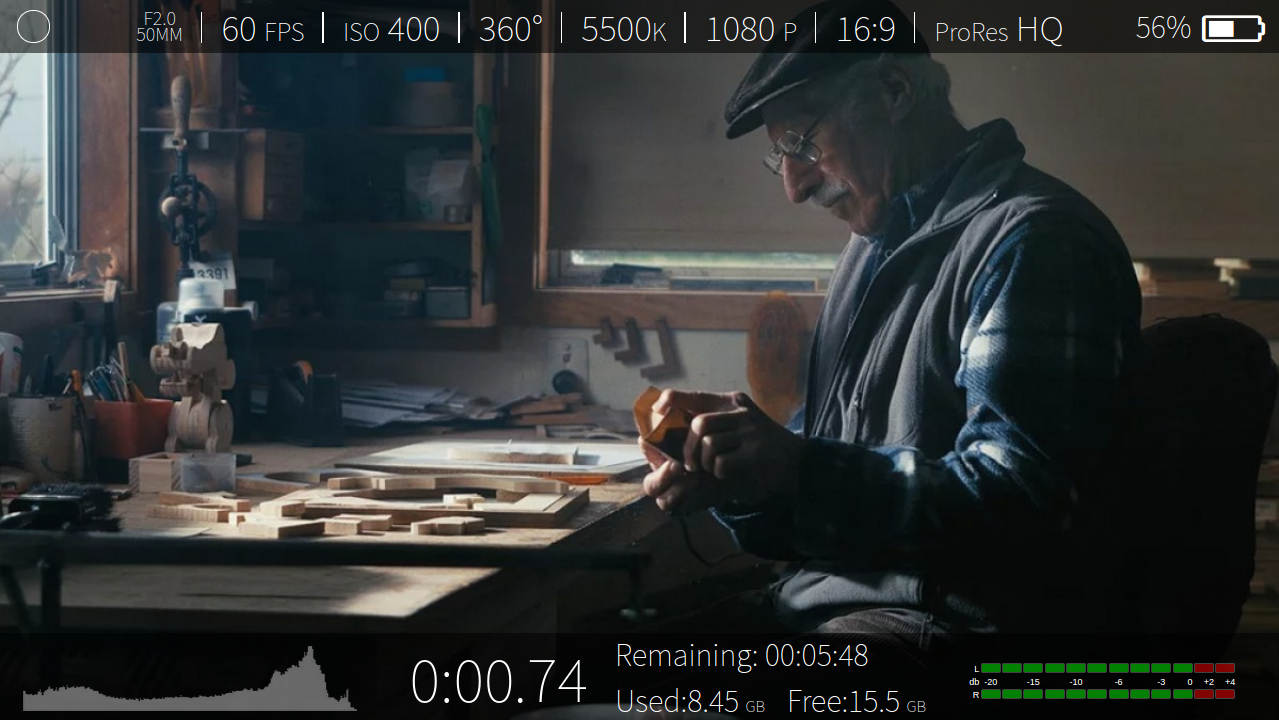 F2.0
50MM
60 FPS
ISO 400
360°
5500K
1080 P
16:9
ProRes HQ
56%
3391
0:00.74
Remaining: 00:05:48
Used:8.45 GB
Free:15.5 GB
L
db -20 -15 -10 -6 -3 0 +2 +4
R